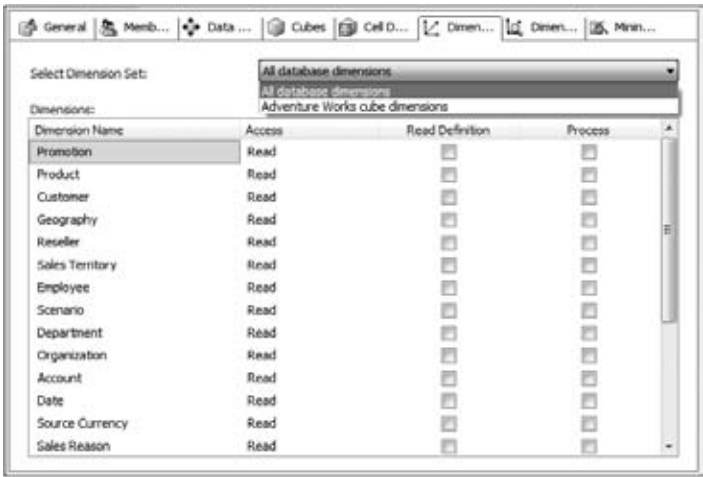 General Memb... Data ... Cubes Cell D... Dimen... Dimen... Minin...
Select Dimension Set: All database dimensions
All database dimensions
Adventure Works cube dimensions
Dimensions:
Dimension Name Access Read Definition Process
Promotion Read
Product Read
Customer Read
Geography Read
Reseller Read
Sales Territory Read
Employee Read
Scenario Read
Department Read
Organization Read
Account Read
Date Read
Source Currency Read
Sales Reason Read